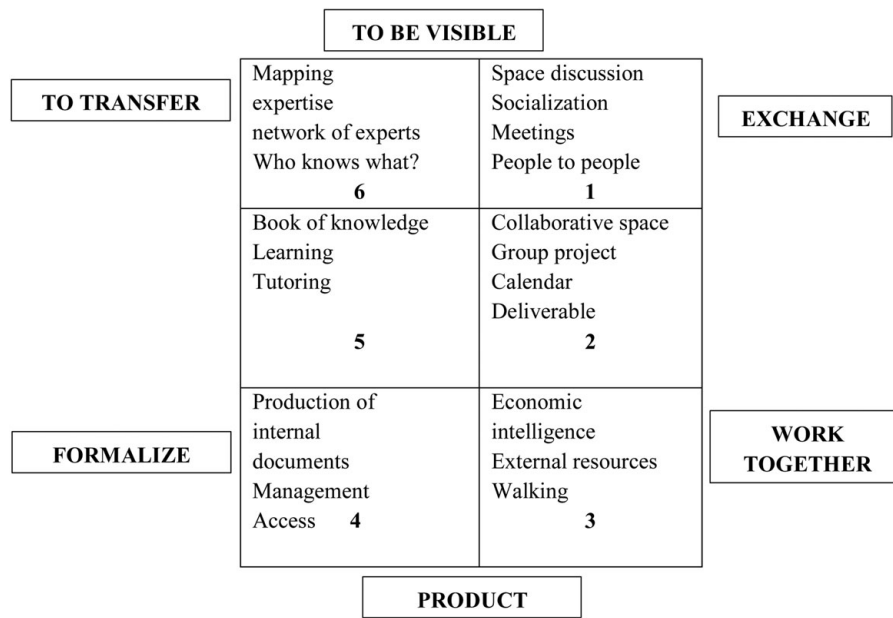 TO BE VISIBLE
TO TRANSFER
Mapping
expertise
network of experts
Who knows what?
6
Space discussion
Socialization
Meetings
People to people
1
EXCHANGE
Book of knowledge
Learning
Tutoring
5
Collaborative space
Group project
Calendar
Deliverable
2
FORMALIZE
Production of
internal
documents
Management
Access 4
Economic
intelligence
External resources
Walking
3
WORK
TOGETHER
PRODUCT